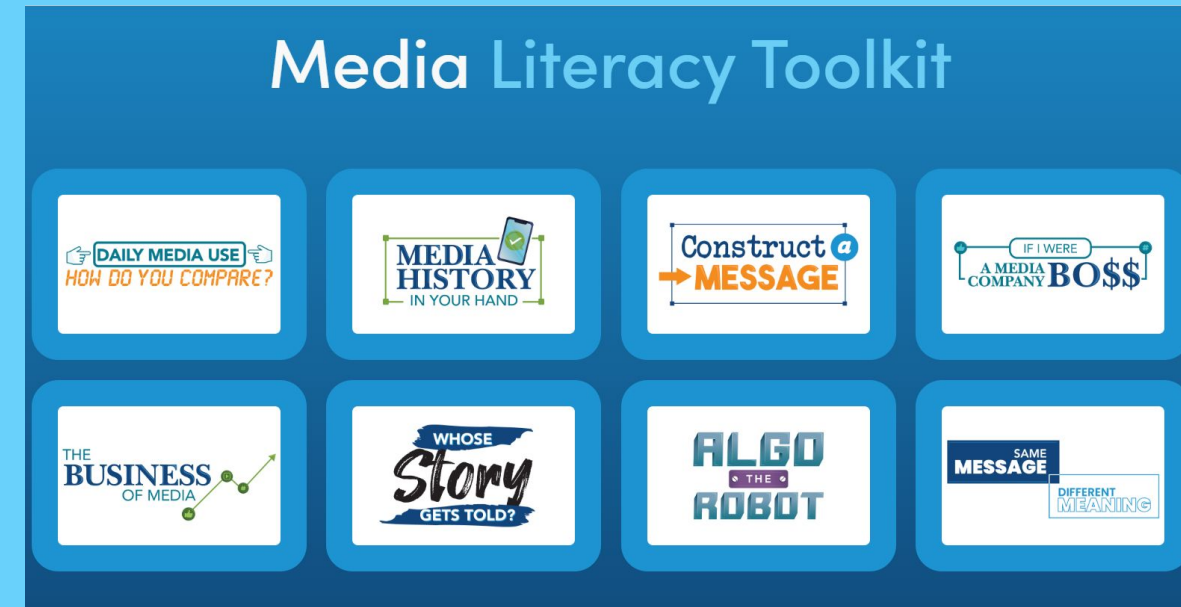 Media Literacy Toolkit
DAILY MEDIA USE
HOW DO YOU COMPARE?
MEDIA
HISTORY
IN YOUR HAND
Construct a
MESSAGE
IF I WERE
A MEDIA
COMPANY BO$$
THE
BUSINESS
OF MEDIA
WHOSE
Story
GETS TOLD?
ALGO
THE
ROBOT
SAME
MESSAGE
DIFFERENT
MEANING